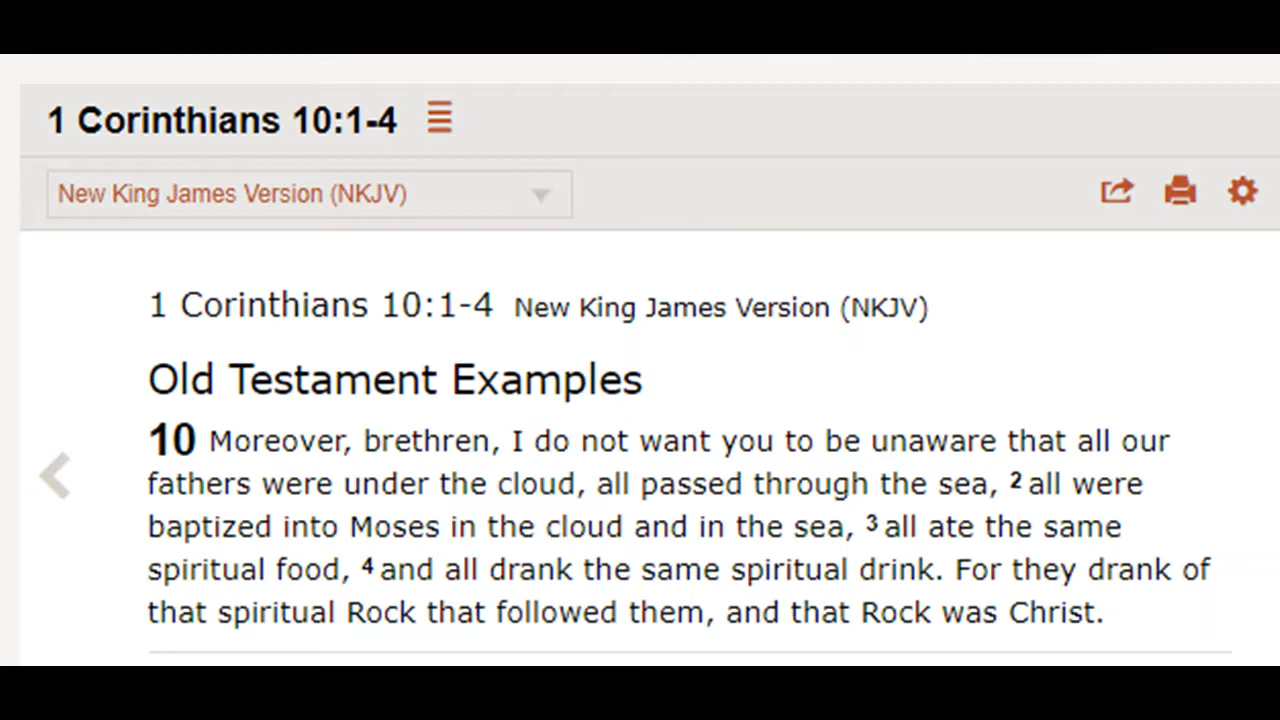 1 Corinthians 10:1-4
New King James Version (NKJV)
1 Corinthians 10:1-4 New King James Version (NKJV)
Old Testament Examples
10 Moreover, brethren, I do not want you to be unaware that all our
fathers were under the cloud, all passed through the sea, 2 all were
baptized into Moses in the cloud and in the sea, 3 all ate the same
spiritual food, 4 and all drank the same spiritual drink. For they drank of
that spiritual Rock that followed them, and that Rock was Christ.